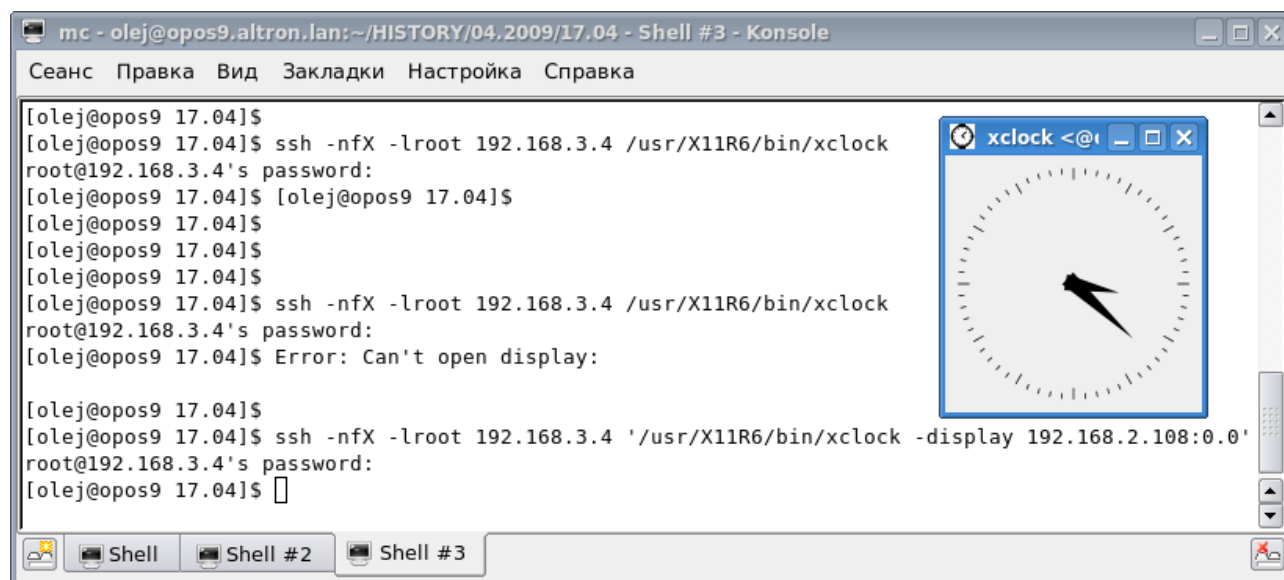 mc - olej@opos9.altron.lan:~/HISTORY/04.2009/17.04 - Shell #3 - Konsole
Сеанс Правка Вид Закладки Настройка Справка
[olej@opos9 17.04]$
[olej@opos9 17.04]$ ssh -nfX -lroot 192.168.3.4 /usr/X11R6/bin/xclock
root@192.168.3.4's password:
[olej@opos9 17.04]$ [olej@opos9 17.04]$
[olej@opos9 17.04]$
[olej@opos9 17.04]$
[olej@opos9 17.04]$
[olej@opos9 17.04]$ ssh -nfX -lroot 192.168.3.4 /usr/X11R6/bin/xclock
root@192.168.3.4's password:
[olej@opos9 17.04]$ Error: Can't open display:
[olej@opos9 17.04]$
[olej@opos9 17.04]$ ssh -nfX -lroot 192.168.3.4 '/usr/X11R6/bin/xclock -display 192.168.2.108:0.0'
root@192.168.3.4's password:
[olej@opos9 17.04]$
xclock <@
Shell
Shell #2
Shell #3